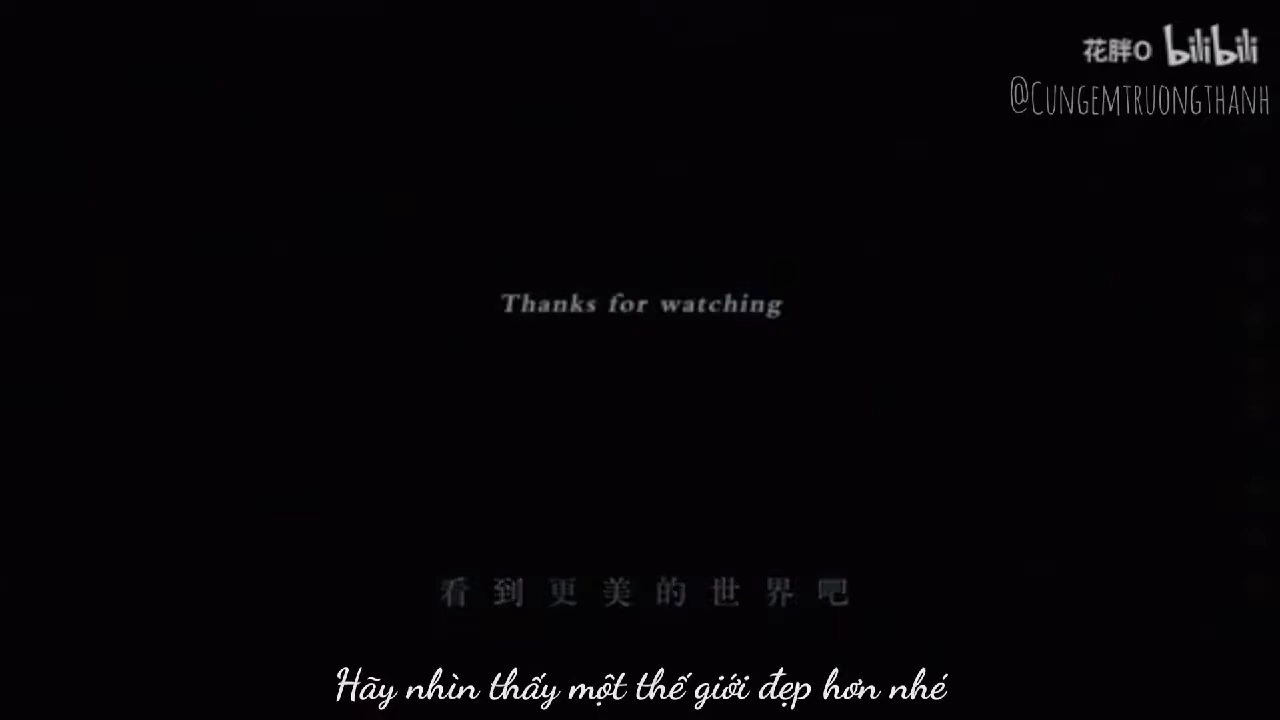 花胖O bilibili
@Cungemtruongthanh
Thanks for watching
看到更美的世界吧
Hãy nhìn thấy một thế giới đẹp hơn nhé